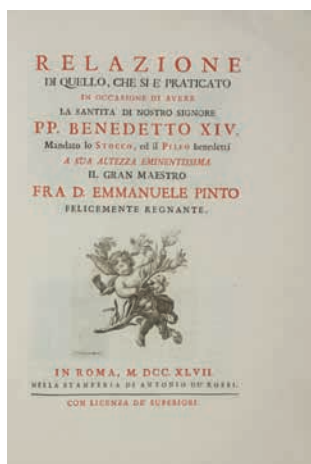 RELAZIONE
DI QUELLO, CHE SI E PRATICATO
IN OCCASIONE DI AVERE
LA SANTITA DI NOSTRO SIGNORE
PP. BENEDETTO XIV.
Mandato lo STOCCO, ed il PILEO benedetti
A SUA ALTEZZA EMINENTISSIMA
IL GRAN MAESTRO
FRA D. EMMANUELE PINTO
FELICEMENTE REGNANTE.
IN ROMA, M. DCC. XLVII.
NELLA STAMPERIA DI ANTONIO DE' ROSSI.
CON LICENZA DE' SUPERIORI.